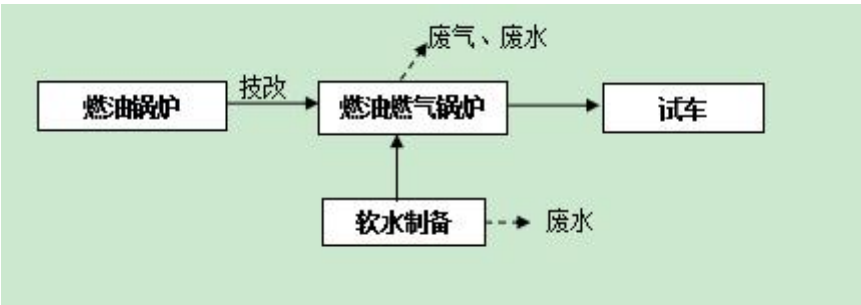 废气、废水
燃油锅炉
技改
燃油燃气锅炉
试车
软水制备
废水